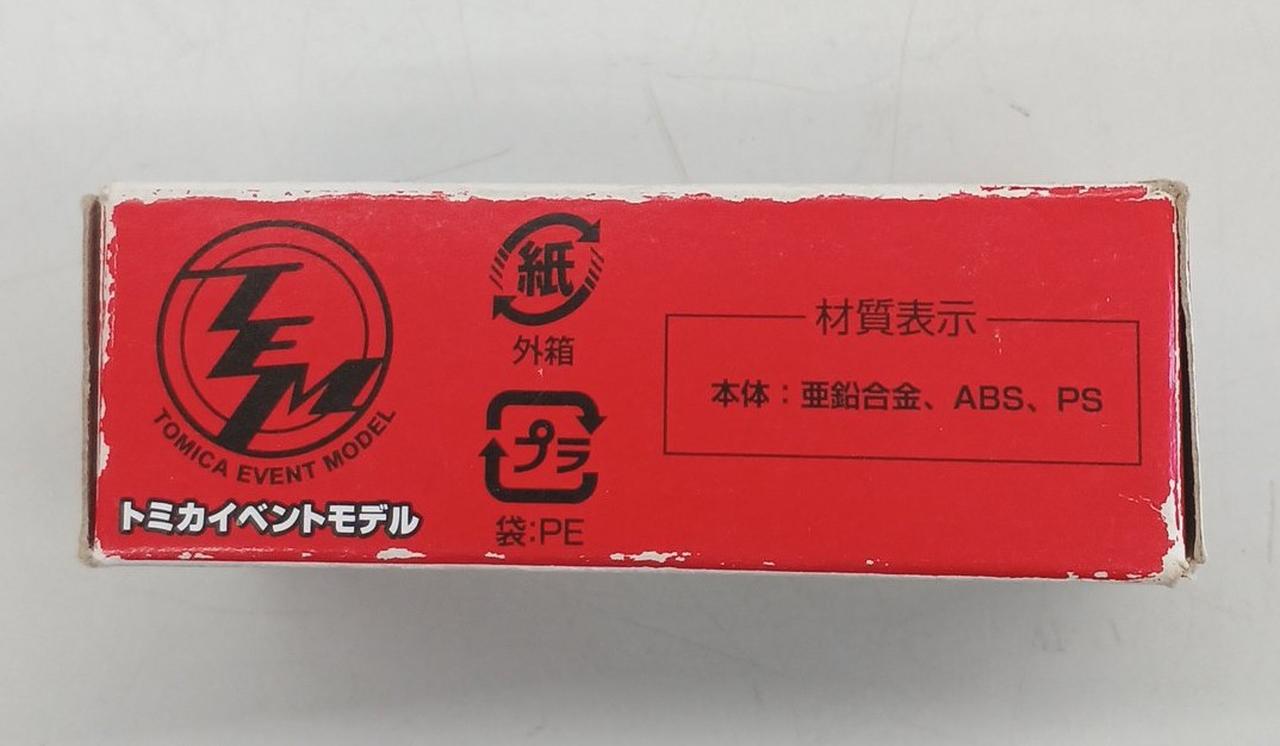 TEM
TOMICA EVENT MODEL
トミカイベントモデル
紙
外箱
プラ
袋:PE
材質表示
本体：亜鉛合金、ABS、PS